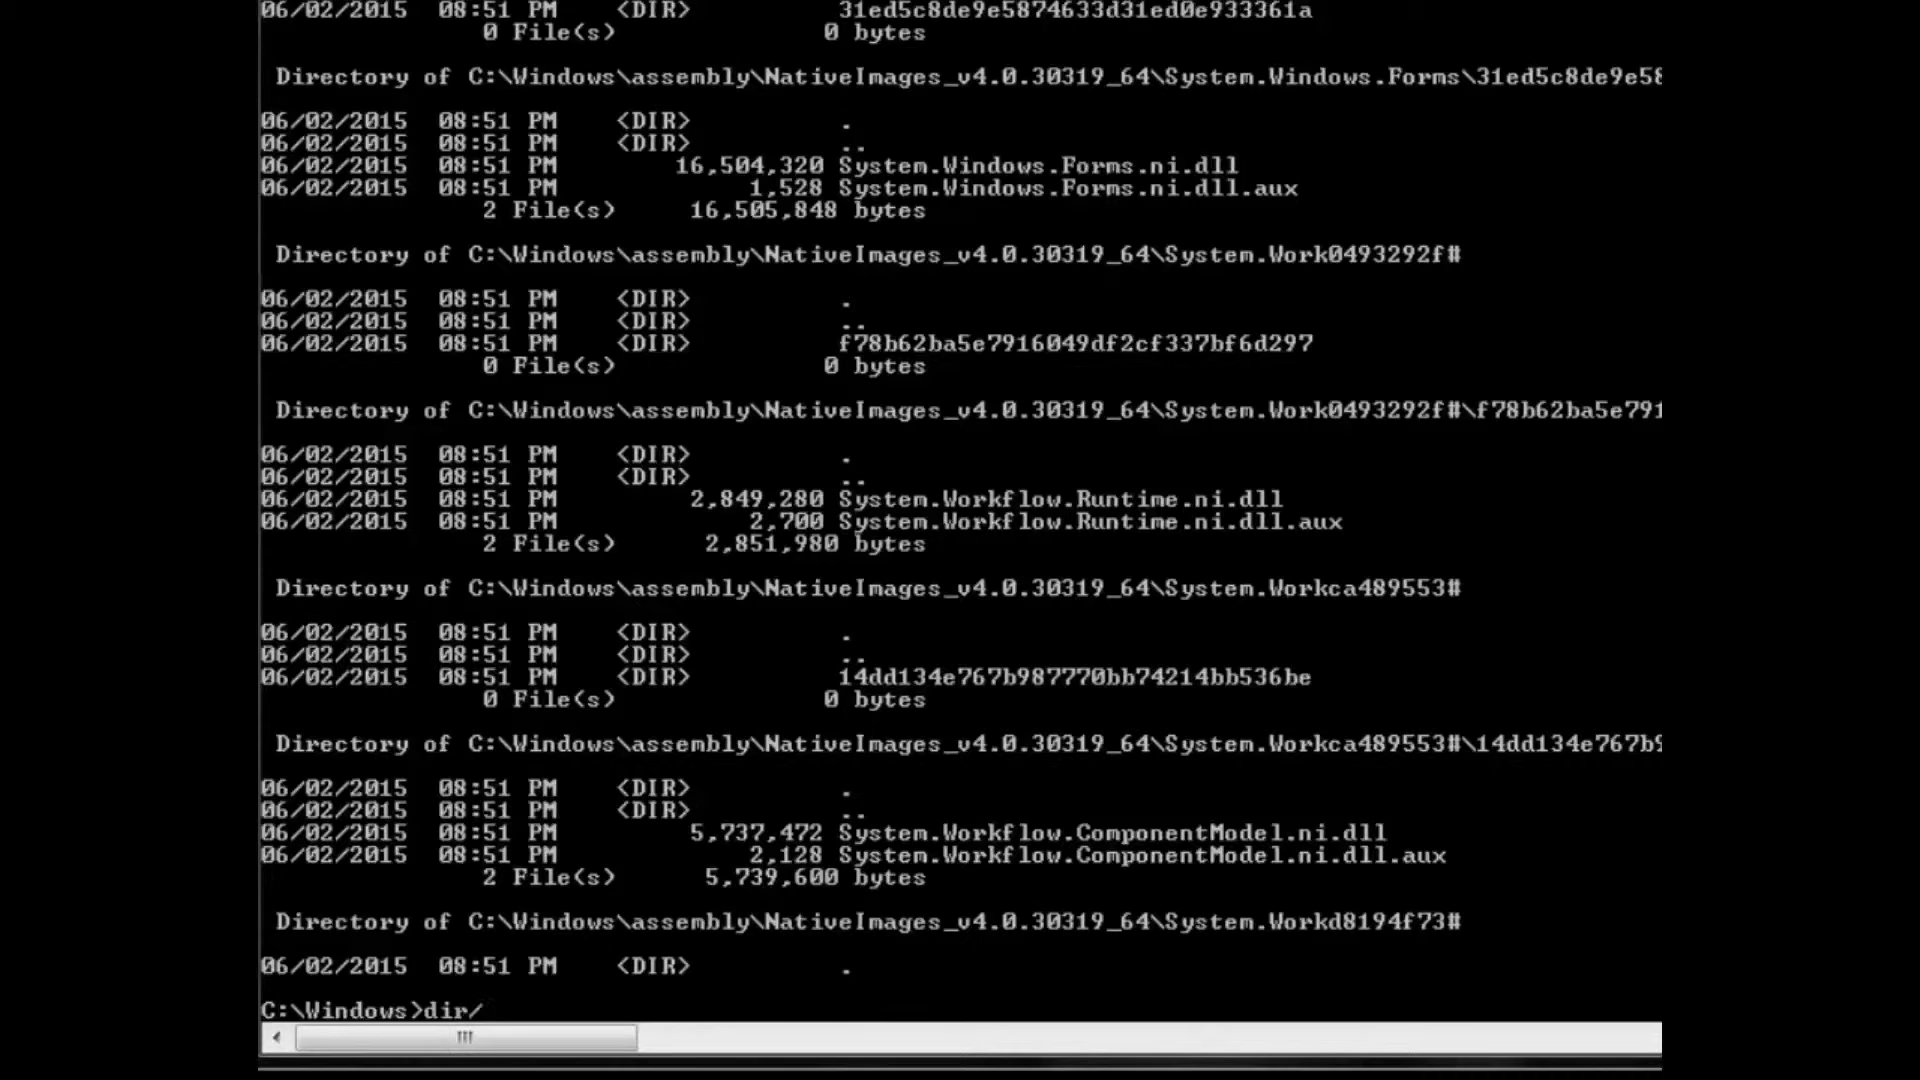 06/02/2015  08:51 PM    <DIR>          31ed5c8de9e5874633d31ed0e933361a
               0 File(s)              0 bytes

 Directory of C:\Windows\assembly\NativeImages_v4.0.30319_64\System.Windows.Forms\31ed5c8de9e58

06/02/2015  08:51 PM    <DIR>          .
06/02/2015  08:51 PM    <DIR>          ..
06/02/2015  08:51 PM        16,504,320 System.Windows.Forms.ni.dll
06/02/2015  08:51 PM             1,528 System.Windows.Forms.ni.dll.aux
               2 File(s)     16,505,848 bytes

 Directory of C:\Windows\assembly\NativeImages_v4.0.30319_64\System.Work0493292f#

06/02/2015  08:51 PM    <DIR>          .
06/02/2015  08:51 PM    <DIR>          ..
06/02/2015  08:51 PM    <DIR>          f78b62ba5e7916049df2cf337bf6d297
               0 File(s)              0 bytes

 Directory of C:\Windows\assembly\NativeImages_v4.0.30319_64\System.Work0493292f#\f78b62ba5e791

06/02/2015  08:51 PM    <DIR>          .
06/02/2015  08:51 PM    <DIR>          ..
06/02/2015  08:51 PM         2,849,280 System.Workflow.Runtime.ni.dll
06/02/2015  08:51 PM             2,700 System.Workflow.Runtime.ni.dll.aux
               2 File(s)      2,851,980 bytes

 Directory of C:\Windows\assembly\NativeImages_v4.0.30319_64\System.Workca489553#

06/02/2015  08:51 PM    <DIR>          .
06/02/2015  08:51 PM    <DIR>          ..
06/02/2015  08:51 PM    <DIR>          14dd134e767b987770bb74214bb536be
               0 File(s)              0 bytes

 Directory of C:\Windows\assembly\NativeImages_v4.0.30319_64\System.Workca489553#\14dd134e767b9

06/02/2015  08:51 PM    <DIR>          .
06/02/2015  08:51 PM    <DIR>          ..
06/02/2015  08:51 PM         5,737,472 System.Workflow.ComponentModel.ni.dll
06/02/2015  08:51 PM             2,128 System.Workflow.ComponentModel.ni.dll.aux
               2 File(s)      5,739,600 bytes

 Directory of C:\Windows\assembly\NativeImages_v4.0.30319_64\System.Workd8194f73#

06/02/2015  08:51 PM    <DIR>          .

C:\Windows>dir/